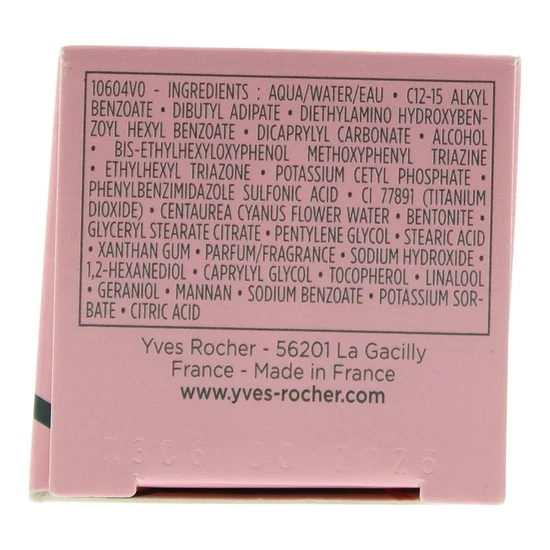 10604V0 - INGREDIENTS : AQUA/WATER/EAU • C12-15 ALKYL
BENZOATE • DIBUTYL ADIPATE • DIETHYLAMINO HYDROXYBEN-
ZOYL HEXYL BENZOATE • DICAPRYLYL CARBONATE • ALCOHOL
• BIS-ETHYLHEXYLOXYPHENOL METHOXYPHENYL TRIAZINE
• ETHYLHEXYL TRIAZONE • POTASSIUM CETYL PHOSPHATE •
PHENYLBENZIMIDAZOLE SULFONIC ACID • CI 77891 (TITANIUM
DIOXIDE) • CENTAUREA CYANUS FLOWER WATER • BENTONITE •
GLYCERYL STEARATE CITRATE • PENTYLENE GLYCOL • STEARIC ACID
• XANTHAN GUM • PARFUM/FRAGRANCE • SODIUM HYDROXIDE •
1,2-HEXANEDIOL • CAPRYLYL GLYCOL • TOCOPHEROL • LINALOOL
• GERANIOL • MANNAN • SODIUM BENZOATE • POTASSIUM SOR-
BATE • CITRIC ACID
Yves Rocher - 56201 La Gacilly
France - Made in France
www.yves-rocher.com